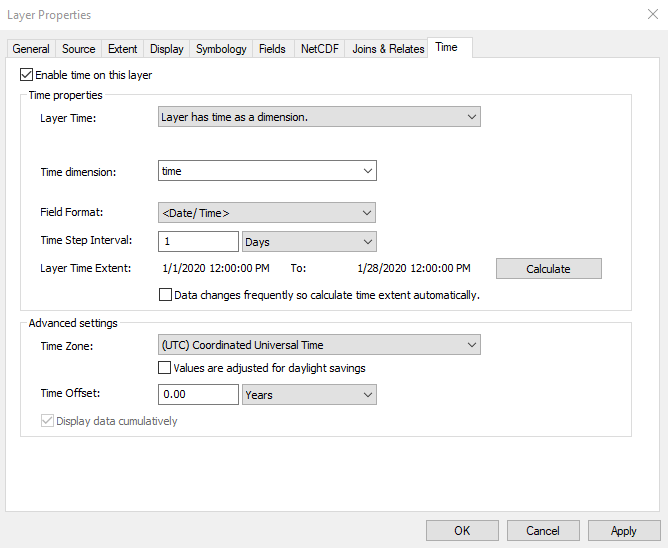 Layer Properties
General Source Extent Display Symbology Fields NetCDF Joins & Relates Time
Enable time on this layer
Time properties
Layer Time: Layer has time as a dimension.
Time dimension: time
Field Format: <Date/ Time>
Time Step Interval: 1 Days
Layer Time Extent: 1/1/2020 12:00:00 PM To: 1/28/2020 12:00:00 PM Calculate
Data changes frequently so calculate time extent automatically.
Advanced settings
Time Zone: (UTC) Coordinated Universal Time
Values are adjusted for daylight savings
Time Offset: 0.00 Years
Display data cumulatively
OK Cancel Apply